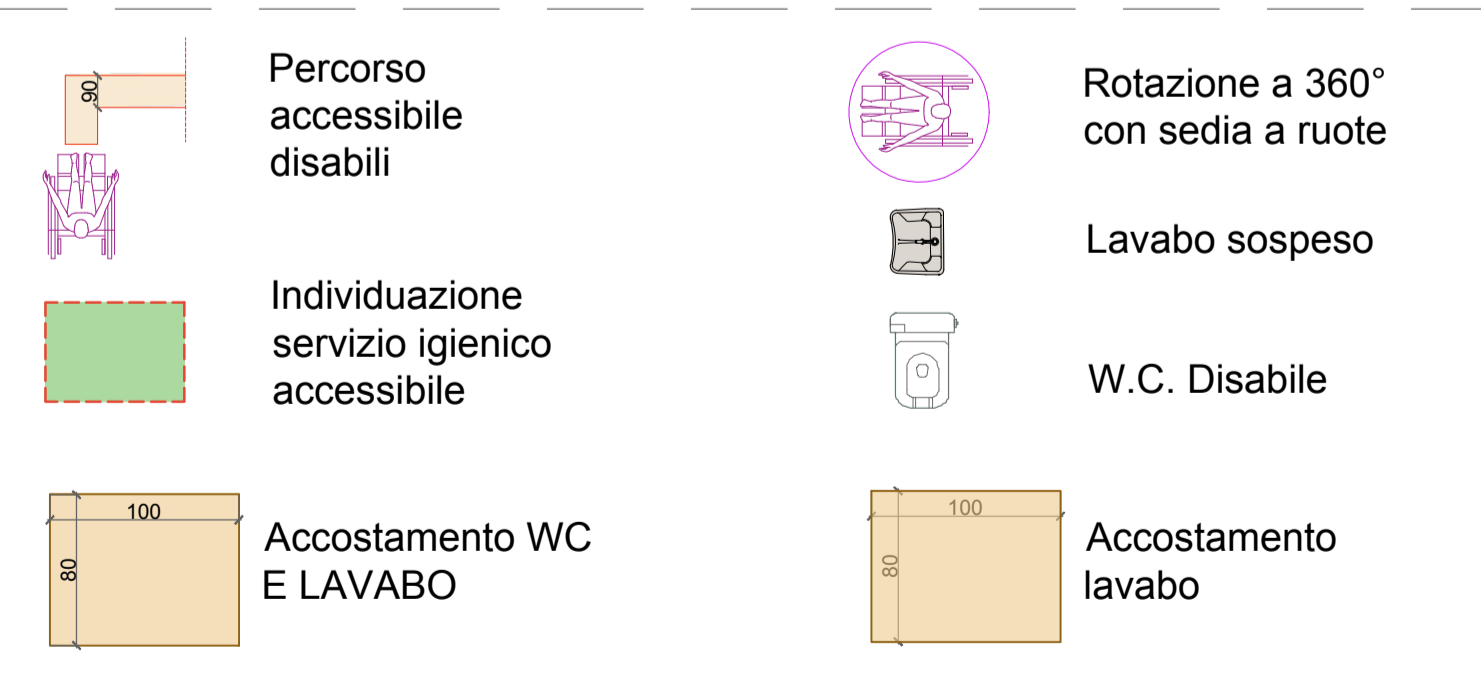 90
Percorso
accessibile
disabili
Individuazione
servizio igienico
accessibile
100
80
Accostamento WC
E LAVABO
Rotazione a 360°
con sedia a ruote
Lavabo sospeso
W.C. Disabile
100
80
Accostamento
lavabo